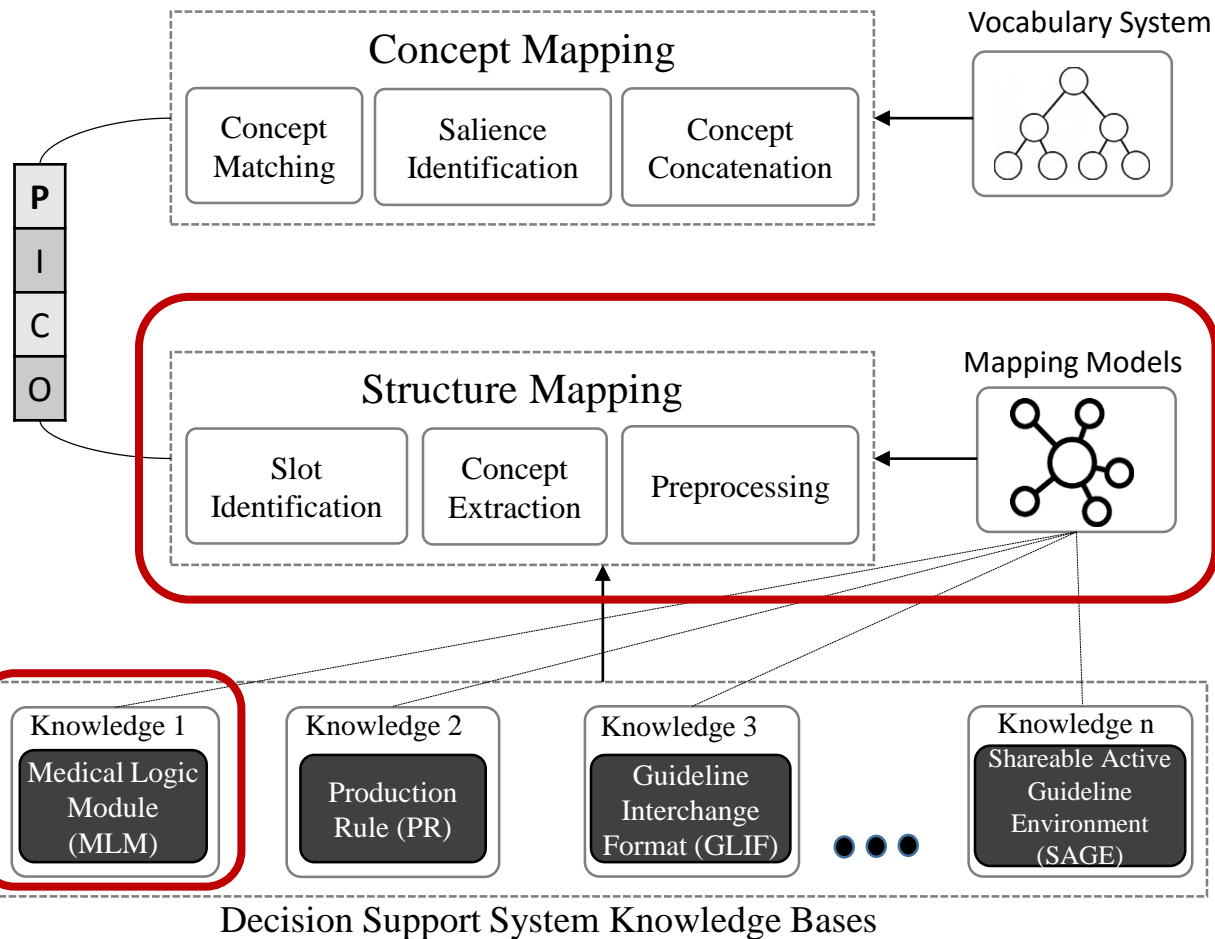 Vocabulary System
Concept Mapping
Concept
Matching
Salience
Identification
Concept
Concatenation
P
I
C
O
Mapping Models
Structure Mapping
Slot
Identification
Concept
Extraction
Preprocessing
Knowledge 1
Medical Logic
Module
(MLM)
Knowledge 2
Production
Rule (PR)
Knowledge 3
Guideline
Interchange
Format (GLIF)
Knowledge n
Shareable Active
Guideline
Environment
(SAGE)
Decision Support System Knowledge Bases